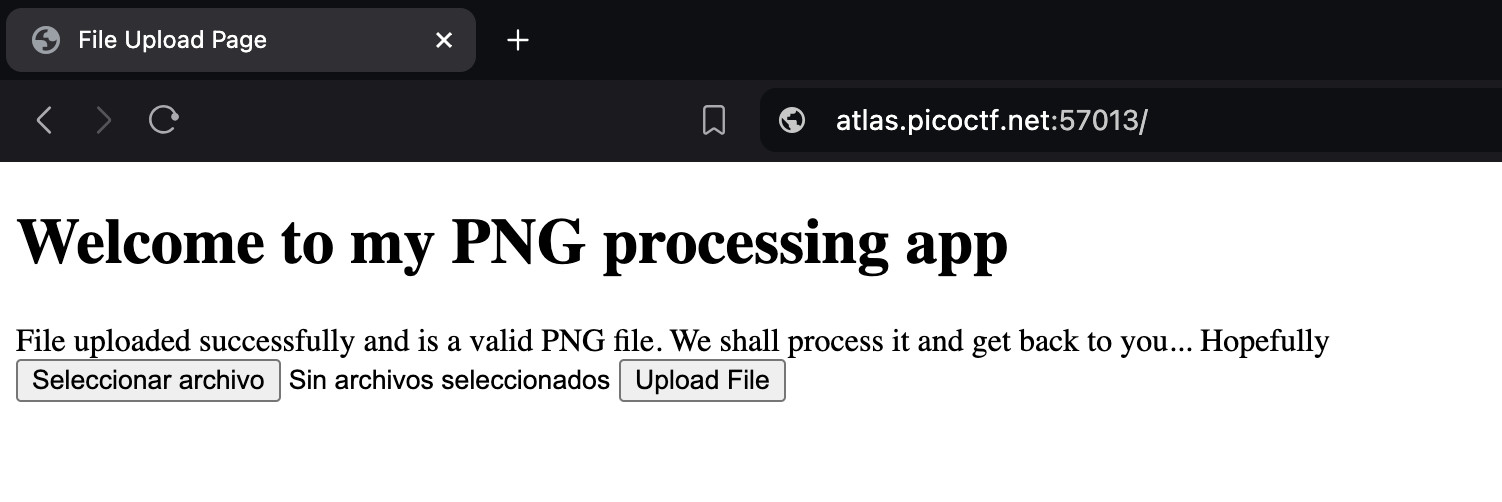 File Upload Page
atlas.picoctf.net:57013/
Welcome to my PNG processing app
File uploaded successfully and is a valid PNG file. We shall process it and get back to you... Hopefully
Seleccionar archivo Sin archivos seleccionados Upload File